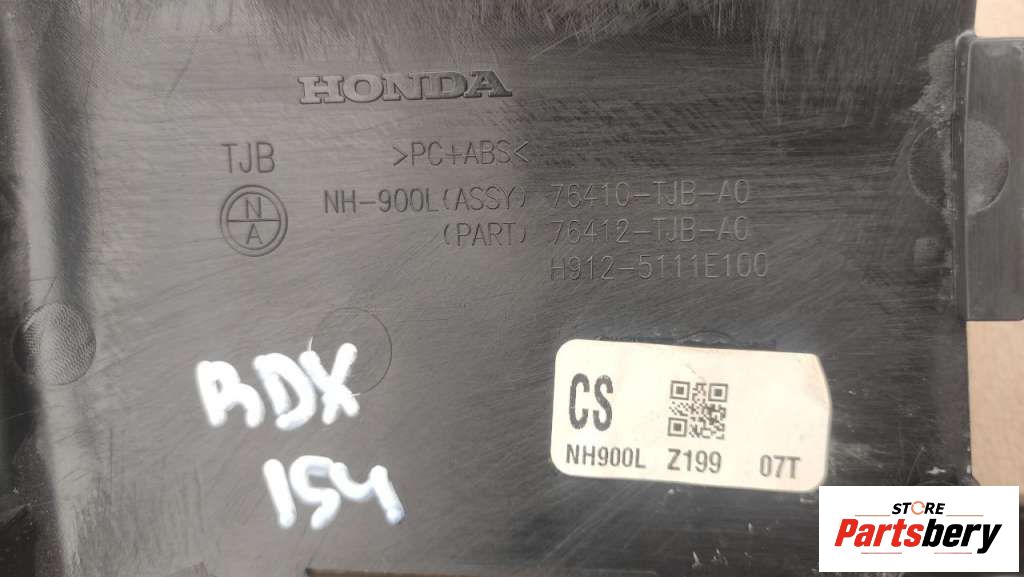 HONDA
TJB >PC+ABS<
N
A
NH-900L(ASSY) 76410-TJB-A0
(PART) 76412-TJB-A0
H912-5111E100
RDX
154
CS
NH900L Z199 07T
STORE
Partsbery